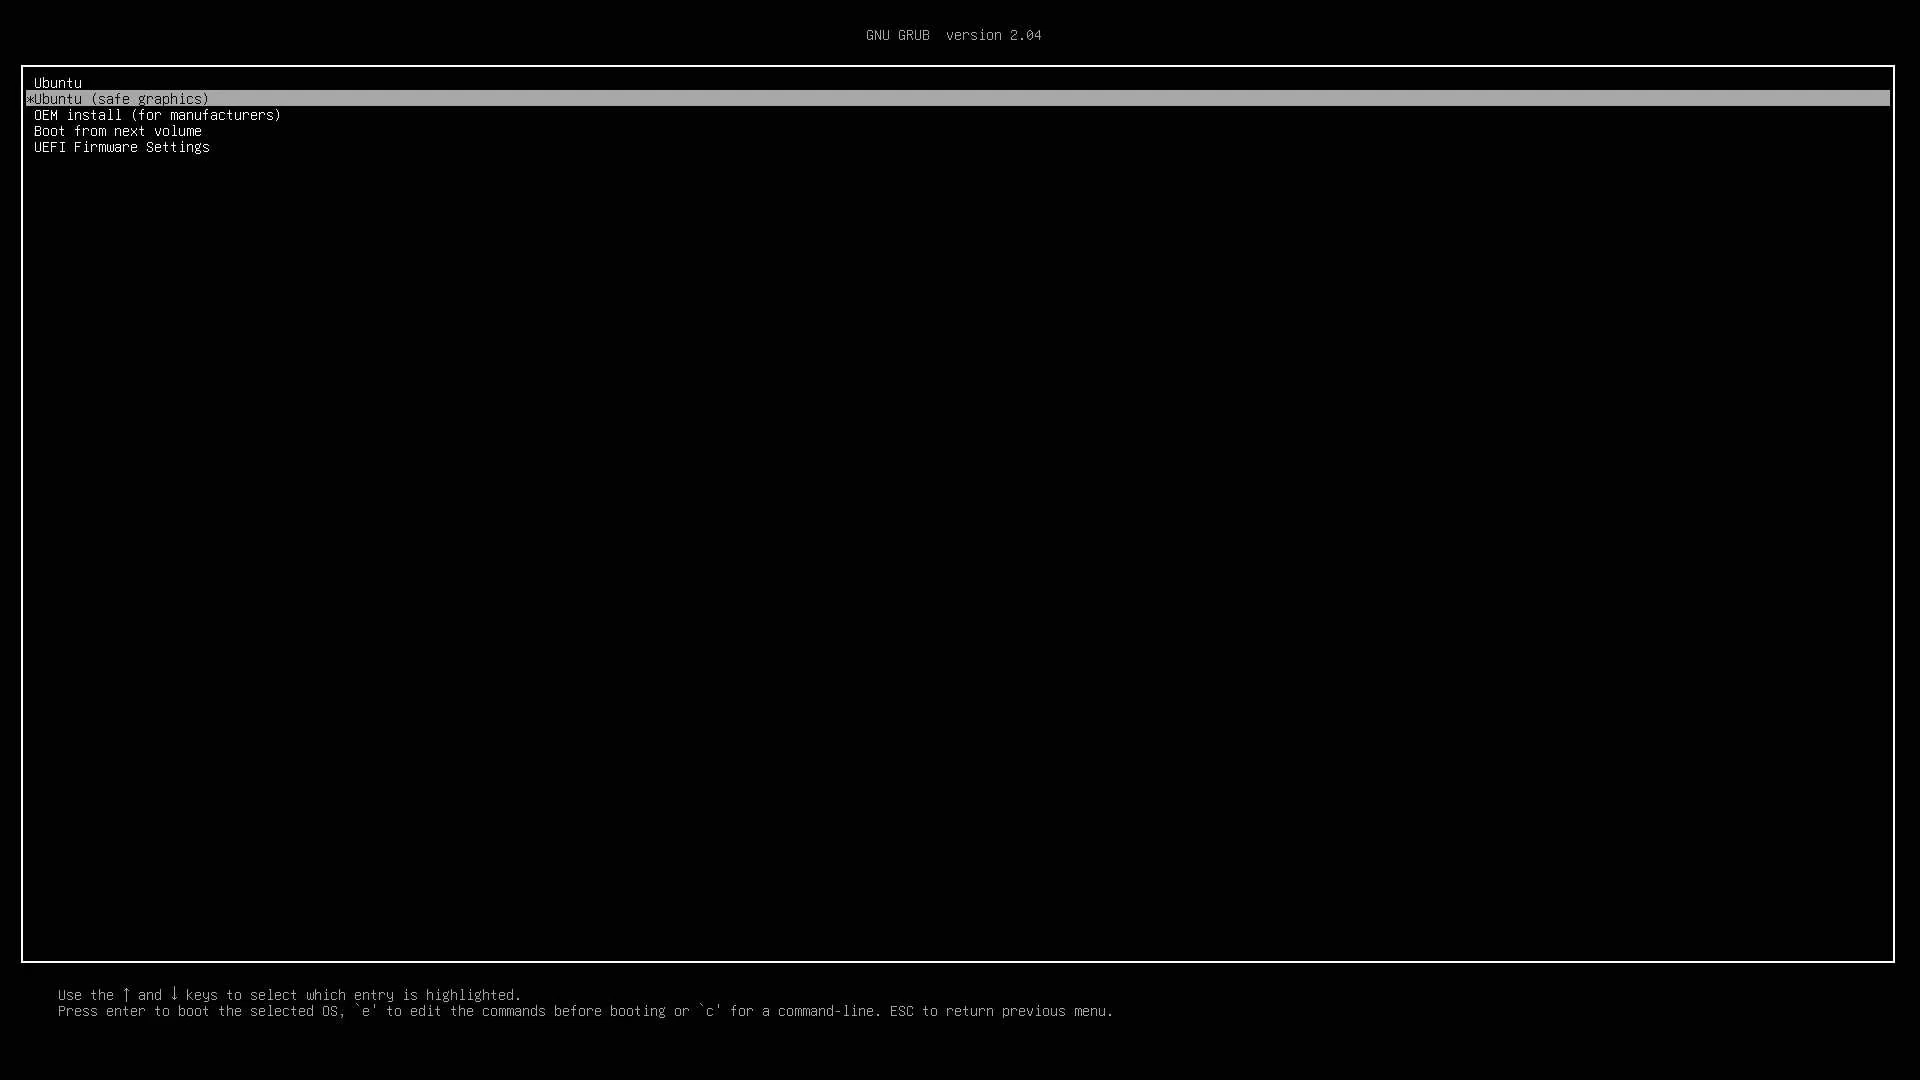 GNU GRUB  version 2.04
Ubuntu
*Ubuntu (safe graphics)
OEM install (for manufacturers)
Boot from next volume
UEFI Firmware Settings
Use the ↑ and ↓ keys to select which entry is highlighted.
Press enter to boot the selected OS, `e' to edit the commands before booting or `c' for a command-line. ESC to return previous menu.